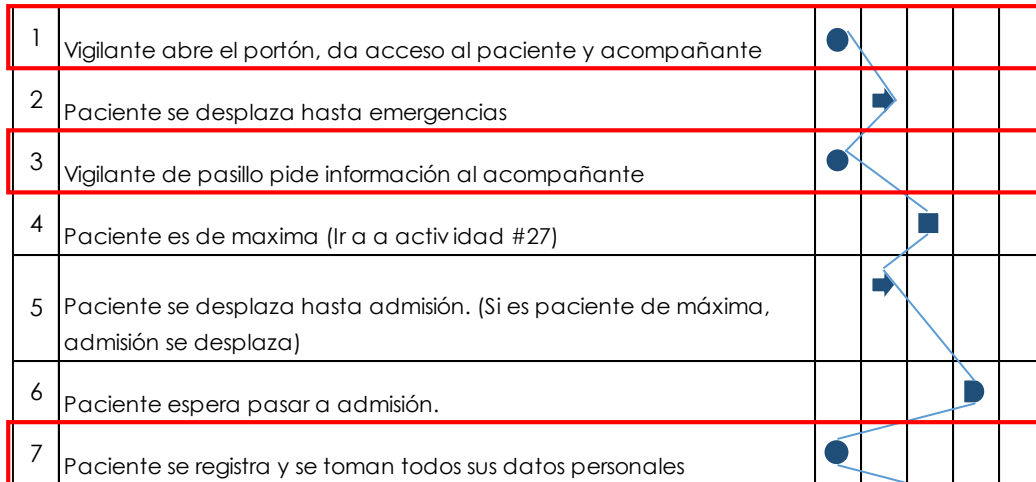 1 Vigilante abre el portón, da acceso al paciente y acompañante
2 Paciente se desplaza hasta emergencias
3 Vigilante de pasillo pide información al acompañante
4 Paciente es de maxima (Ir a a actividad #27)
5 Paciente se desplaza hasta admisión. (Si es paciente de máxima,
admisión se desplaza)
6 Paciente espera pasar a admisión.
7 Paciente se registra y se toman todos sus datos personales